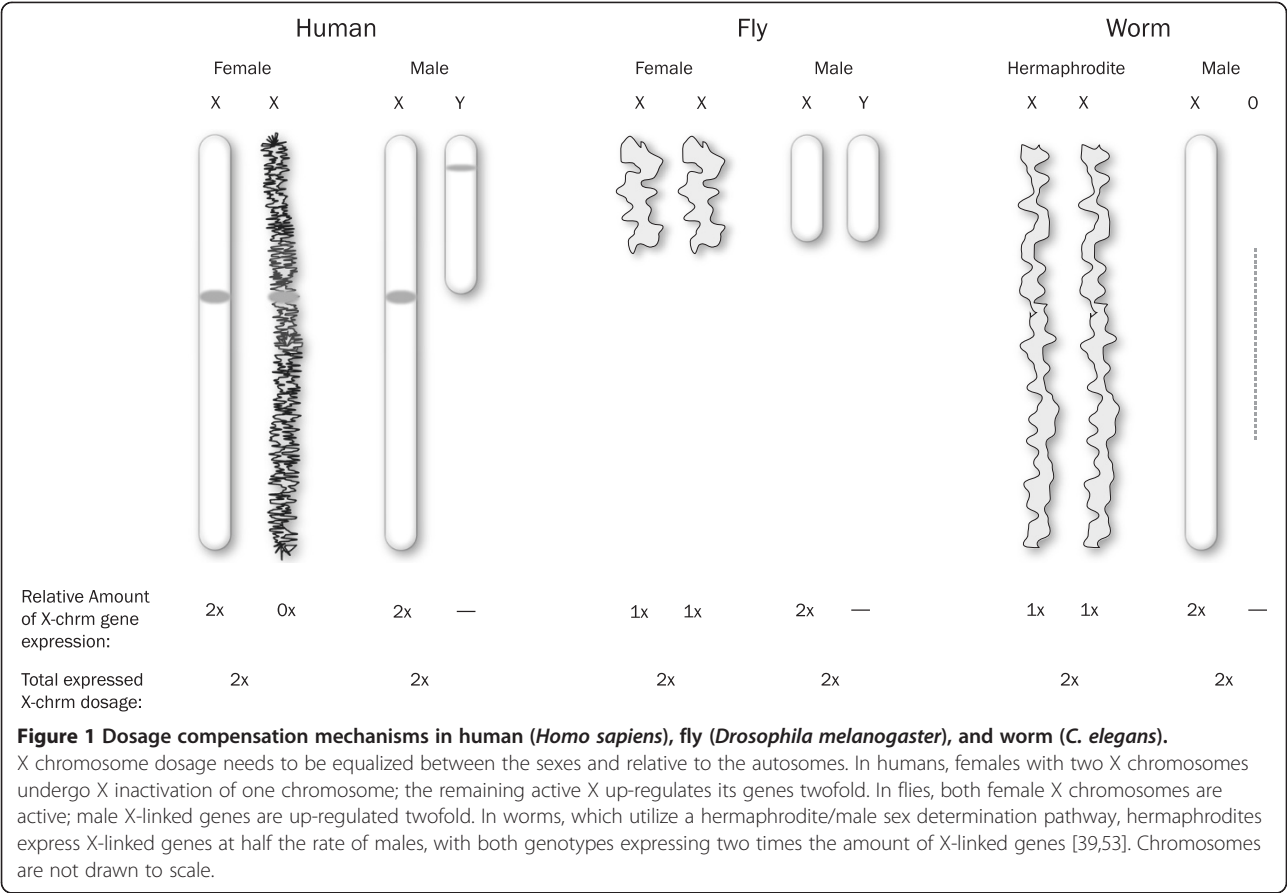 Human Fly Worm
Female Male Female Male Hermaphrodite Male
X X X Y X X X Y X X X O
Relative Amount
of X-chrm gene
expression:
2x 0x 2x — 1x 1x 2x — 1x 1x 2x —
Total expressed
X-chrm dosage:
2x 2x 2x 2x 2x 2x
Figure 1 Dosage compensation mechanisms in human (Homo sapiens), fly (Drosophila melanogaster), and worm (C. elegans).
X chromosome dosage needs to be equalized between the sexes and relative to the autosomes. In humans, females with two X chromosomes
undergo X inactivation of one chromosome; the remaining active X up-regulates its genes twofold. In flies, both female X chromosomes are
active; male X-linked genes are up-regulated twofold. In worms, which utilize a hermaphrodite/male sex determination pathway, hermaphrodites
express X-linked genes at half the rate of males, with both genotypes expressing two times the amount of X-linked genes [39,53]. Chromosomes
are not drawn to scale.